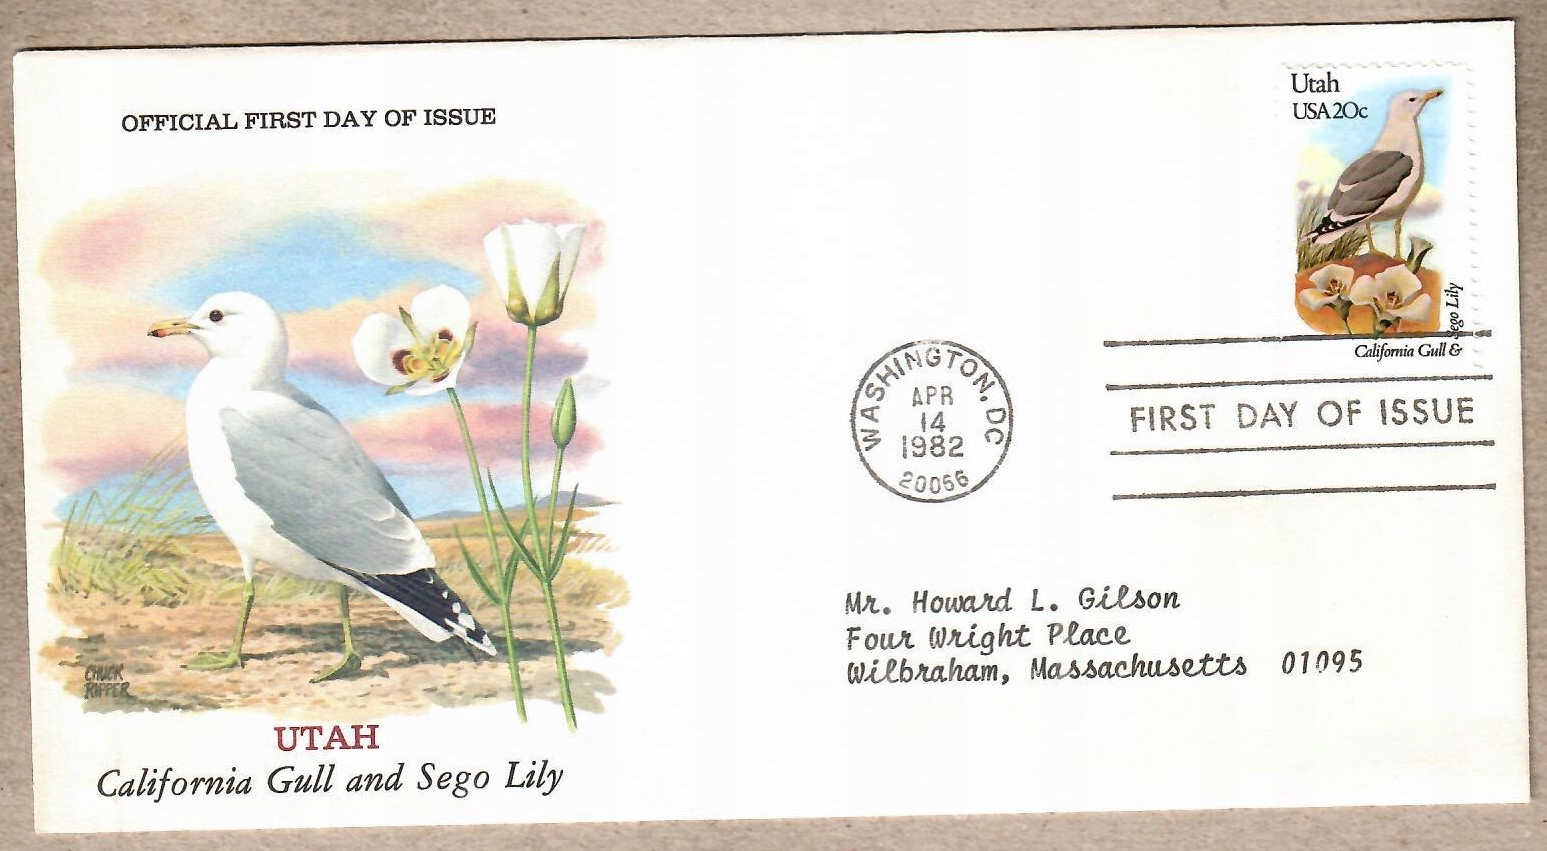 OFFICIAL FIRST DAY OF ISSUE
Utah
USA 20c
Sego Lily
California Gull &
WASHINGTON, DC
APR
14
1982
20066
FIRST DAY OF ISSUE
Mr. Howard L. Gilson
Four Wright Place
Wilbraham, Massachusetts 01095
CHUCK
RIPPER
UTAH
California Gull and Sego Lily